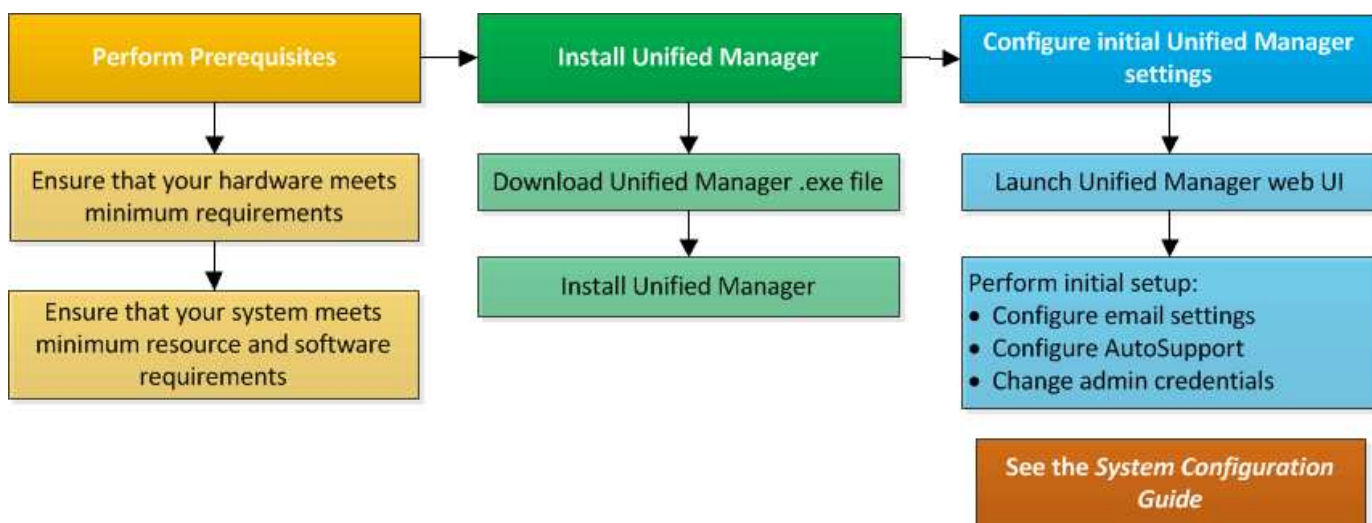 Perform Prerequisites
Install Unified Manager
Configure initial Unified Manager
settings
Ensure that your hardware meets
minimum requirements
Download Unified Manager .exe file
Launch Unified Manager web UI
Ensure that your system meets
minimum resource and software
requirements
Install Unified Manager
Perform initial setup:
• Configure email settings
• Configure AutoSupport
• Change admin credentials
See the System Configuration
Guide